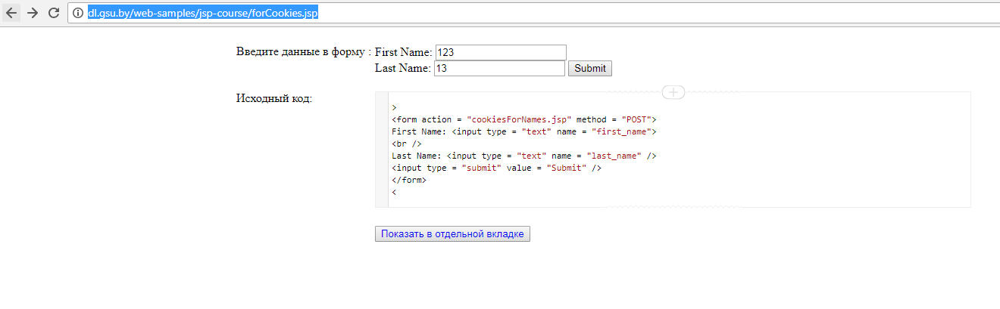 dl.gsu.by/web-samples/jsp-course/forCookies.jsp
Введите данные в форму : First Name: 123
Last Name: 13 Submit
Исходный код:
>
<form action = "cookiesForNames.jsp" method = "POST">
First Name: <input type = "text" name = "first_name">
<br />
Last Name: <input type = "text" name = "last_name" />
<input type = "submit" value = "Submit" />
</form>
<
Показать в отдельной вкладке